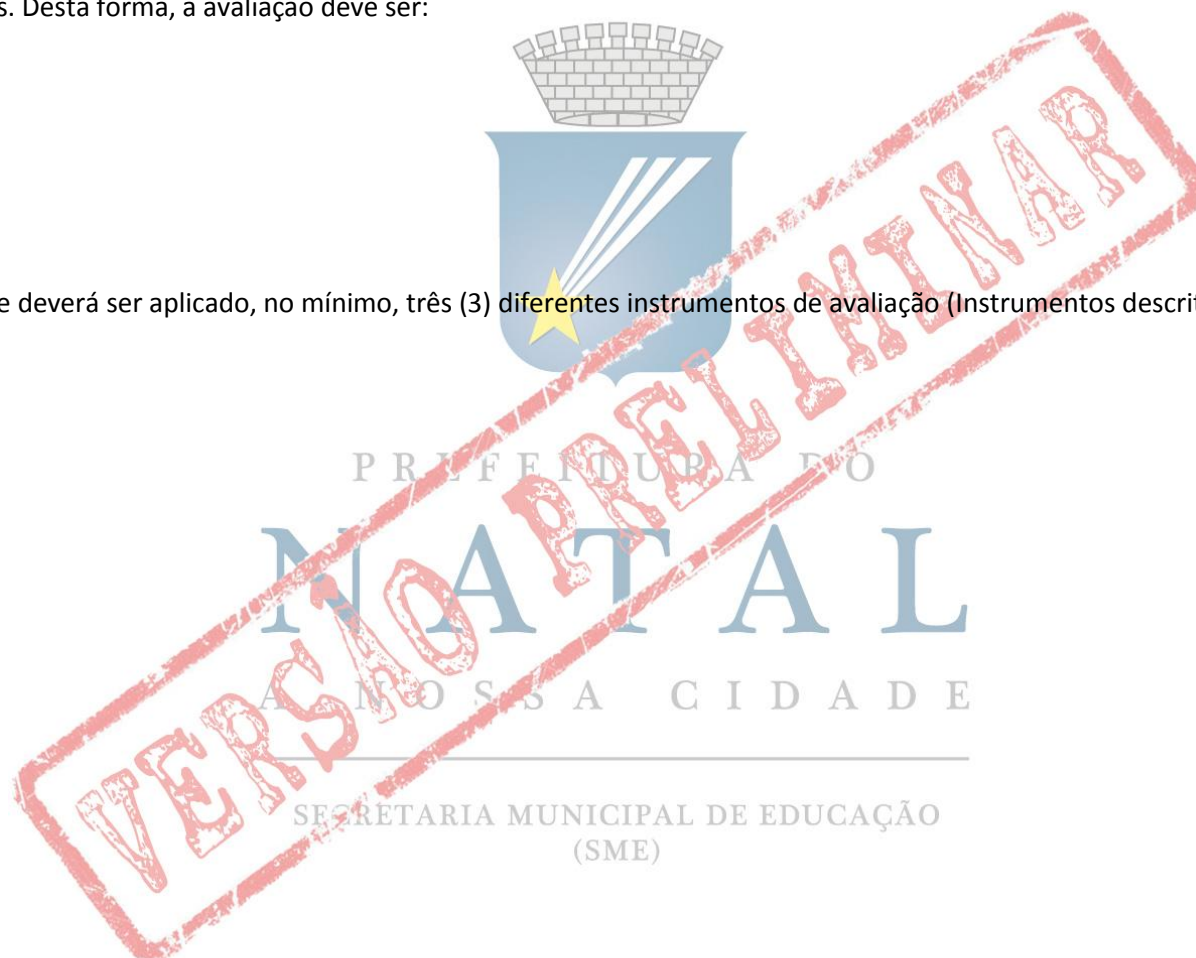 s. Desta forma, a avaliação deve ser:
e deverá ser aplicado, no mínimo, três (3) diferentes instrumentos de avaliação (Instrumentos descrit
PREFEITURA DO
NATAL
A NOSSA CIDADE
SECRETARIA MUNICIPAL DE EDUCAÇÃO
(SME)
VERSÃO PRELIMINAR